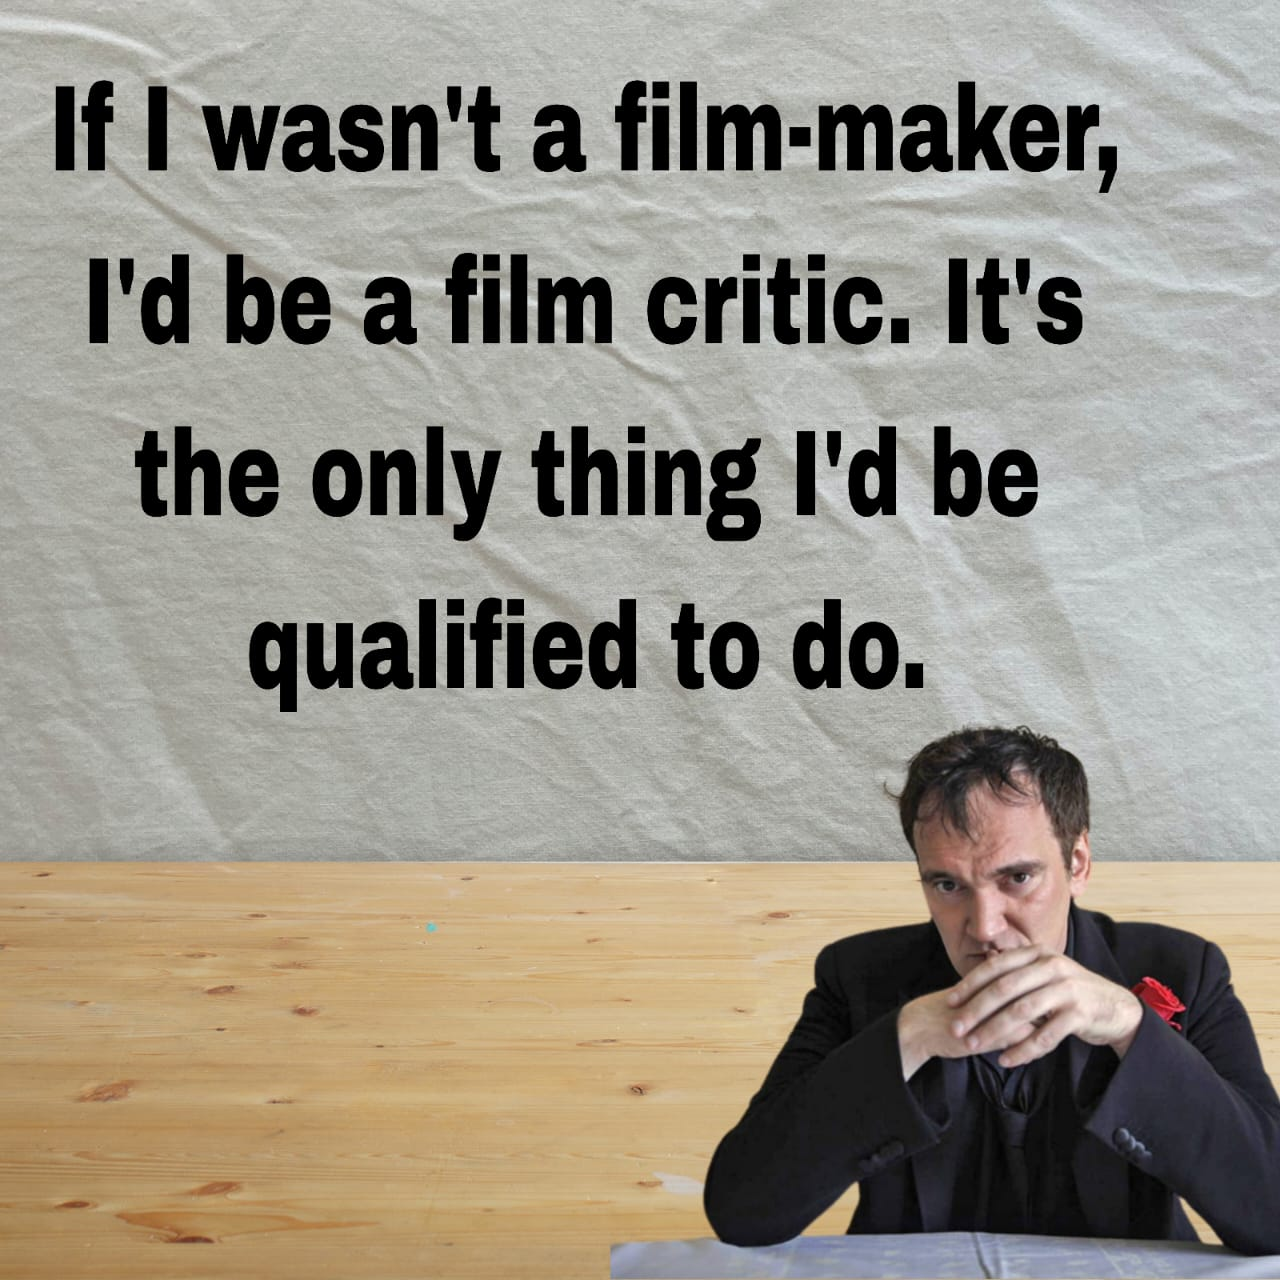 If I wasn't a film-maker,
I'd be a film critic. It's
the only thing I'd be
qualified to do.